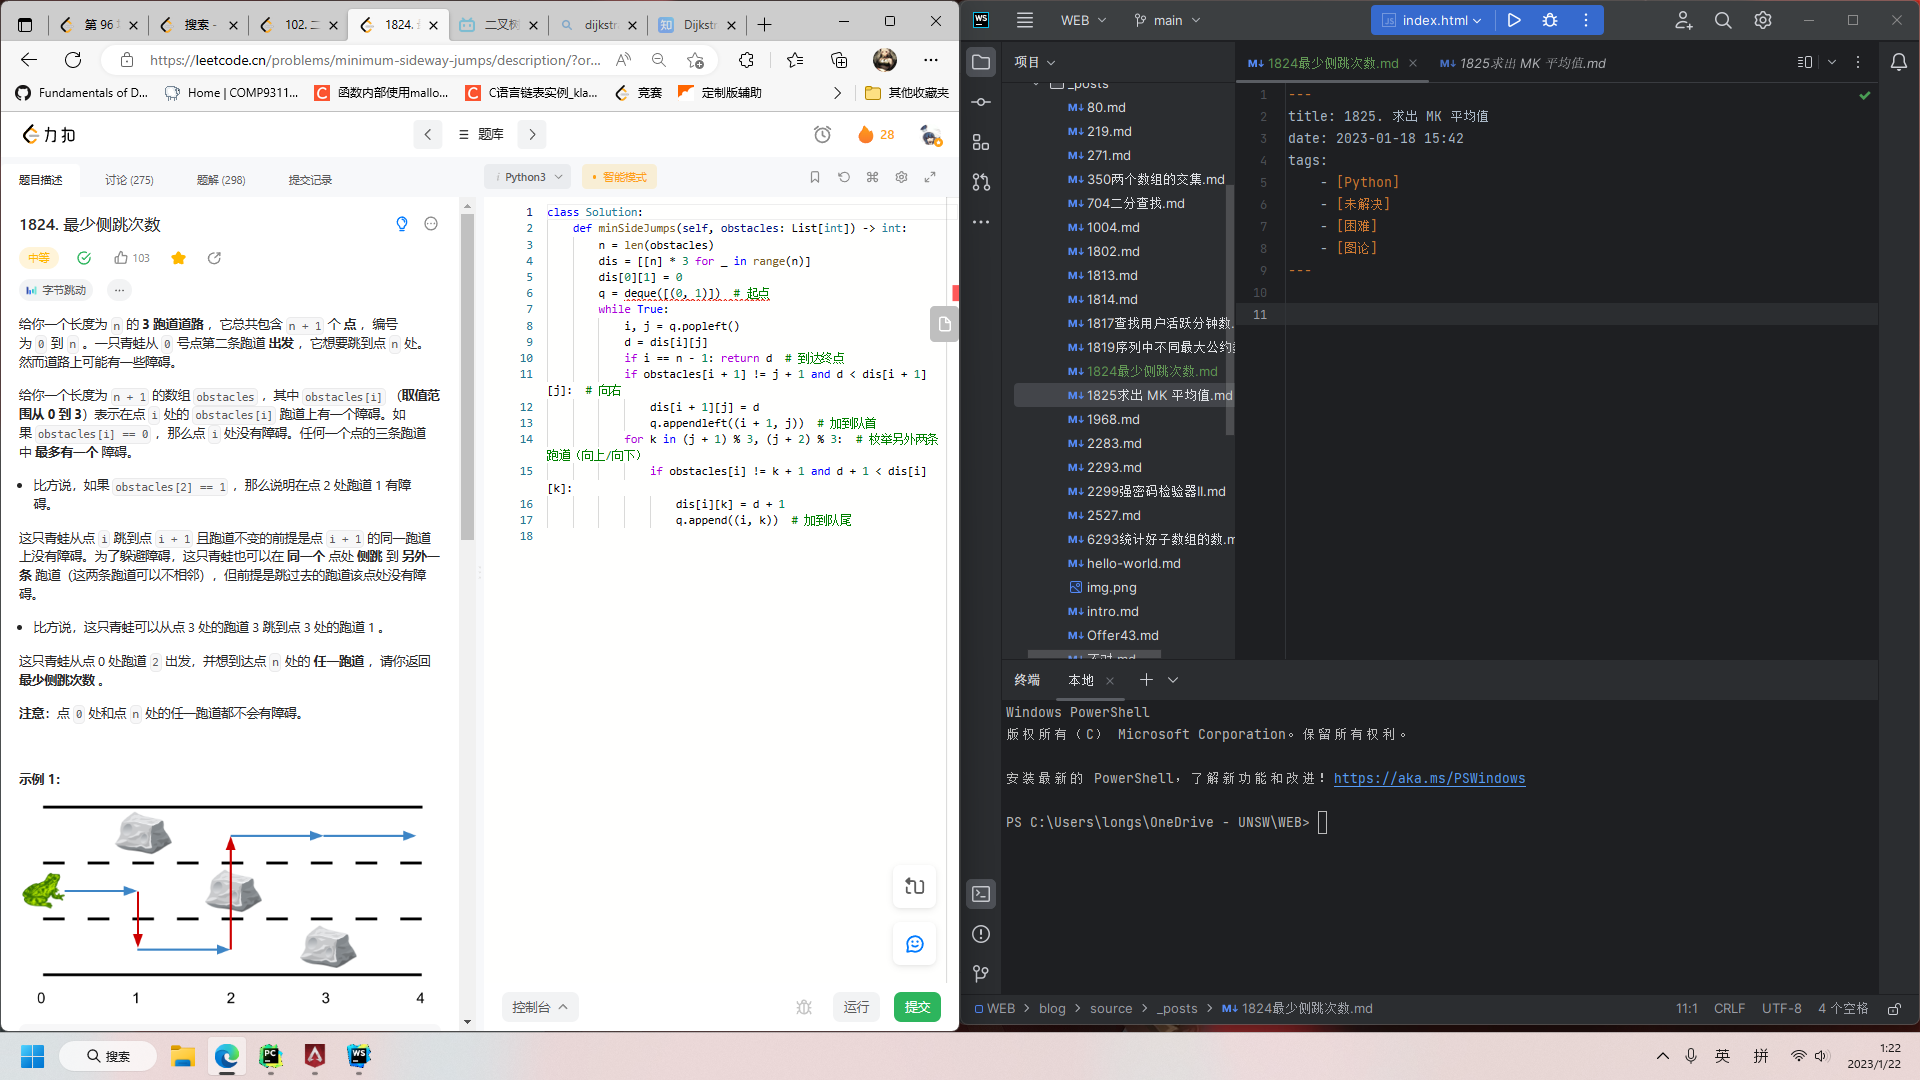 第 96 场
搜索 -
102. 二
1824. 最
二叉树
dijkstr
Dijkstr
https://leetcode.cn/problems/minimum-sideway-jumps/description/?or...
Fundamentals of D...
Home | COMP9311...
函数内部使用mallo...
C语言链表实例_kla...
竞赛
定制版辅助
其他收藏夹
力扣
题库
28
题目描述
讨论 (275)
题解 (298)
提交记录
i Python3
• 智能模式
1824. 最少侧跳次数
中等
103
字节跳动
给你一个长度为 n 的 3 跑道道路 ，它总共包含 n + 1 个 点 ，编号
为 0 到 n 。一只青蛙从 0 号点第二条跑道 出发 ，它想要跳到点 n 处。
然而道路上可能有一些障碍。
给你一个长度为 n + 1 的数组 obstacles ，其中 obstacles[i] （取值范
围从 0 到 3）表示在点 i 处的 obstacles[i] 跑道上有一个障碍。如
果 obstacles[i] == 0 ，那么点 i 处没有障碍。任何一个点的三条跑道
中 最多有一个 障碍。
比方说，如果 obstacles[2] == 1 ，那么说明在点 2 处跑道 1 有障
碍。
这只青蛙从点 i 跳到点 i + 1 且跑道不变的前提是点 i + 1 的同一跑道
上没有障碍。为了躲避障碍，这只青蛙也可以在 同一个 点处 侧跳 到 另外一
条 跑道（这两条跑道可以不相邻），但前提是跳过去的跑道该点处没有障
碍。
比方说，这只青蛙可以从点 3 处的跑道 3 跳到点 3 处的跑道 1 。
这只青蛙从点 0 处跑道 2 出发，并想到达点 n 处的 任一跑道 ，请你返回
最少侧跳次数 。
注意：点 0 处和点 n 处的任一跑道都不会有障碍。
示例 1：
0 1 2 3 4
1 class Solution:
2 def minSideJumps(self, obstacles: List[int]) -> int:
3 n = len(obstacles)
4 dis = [[n] * 3 for _ in range(n)]
5 dis[0][1] = 0
6 q = deque([(0, 1)])  # 起点
7 while True:
8 i, j = q.popleft()
9 d = dis[i][j]
10 if i == n - 1: return d  # 到达终点
11 if obstacles[i + 1] != j + 1 and d < dis[i + 1]
[j]:  # 向右
12 dis[i + 1][j] = d
13 q.appendleft((i + 1, j))  # 加到队首
14 for k in (j + 1) % 3, (j + 2) % 3:  # 枚举另外两条
跑道（向上/向下）
15 if obstacles[i] != k + 1 and d + 1 < dis[i]
[k]:
16 dis[i][k] = d + 1
17 q.append((i, k))  # 加到队尾
18
控制台
运行
提交
WS
WEB
main
index.html
项目
_posts
80.md
219.md
271.md
350两个数组的交集.md
704二分查找.md
1004.md
1802.md
1813.md
1814.md
1817查找用户活跃分钟数.
1819序列中不同最大公约数
1824最少侧跳次数.md
1825求出 MK 平均值.md
1968.md
2283.md
2293.md
2299强密码检验器II.md
2527.md
6293统计好子数组的数.m
hello-world.md
img.png
intro.md
Offer43.md
不对.md
1824最少侧跳次数.md
1825求出 MK 平均值.md
1 ---
2 title: 1825. 求出 MK 平均值
3 date: 2023-01-18 15:42
4 tags:
5 - [Python]
6 - [未解决]
7 - [困难]
8 - [图论]
9 ---
10
11
终端
本地
Windows PowerShell
版权所有（C） Microsoft Corporation。保留所有权利。
安装最新的 PowerShell，了解新功能和改进！https://aka.ms/PSWindows
PS C:\Users\longs\OneDrive - UNSW\WEB>
WEB > blog > source > _posts > 1824最少侧跳次数.md
11:1 CRLF UTF-8 4 个空格
搜索
英
拼
1:22
2023/1/22